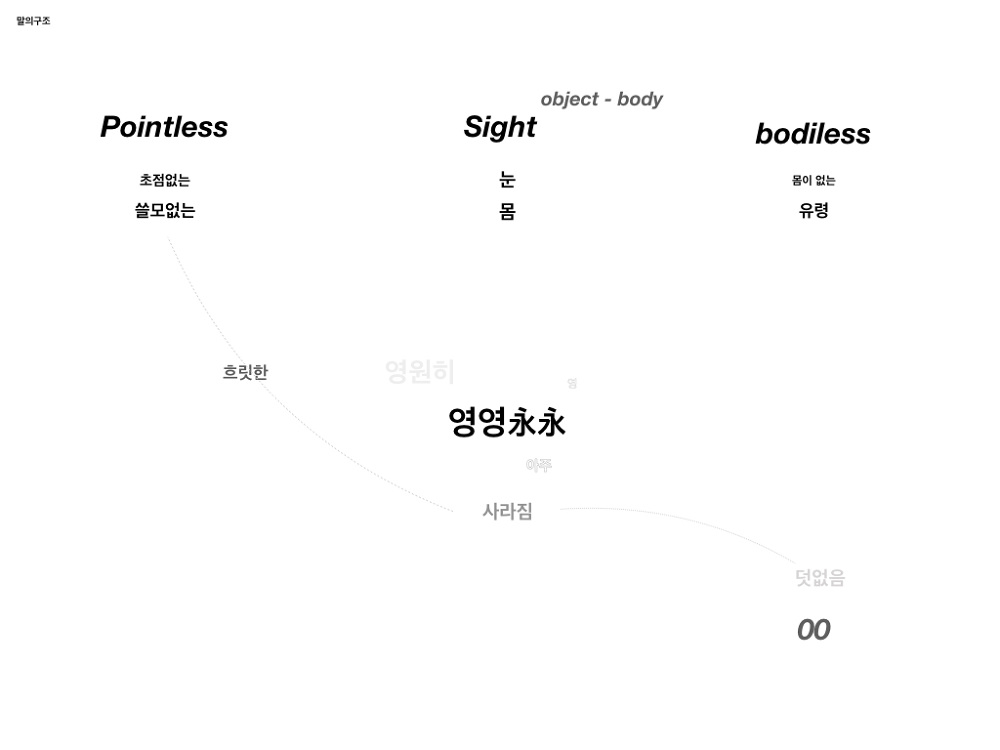 말의구조
object - body
Pointless
Sight
bodiless
초점없는
눈
몸이 없는
쓸모없는
몸
유령
흐릿한
영원히
영영永永
아주
사라짐
덧없음
00